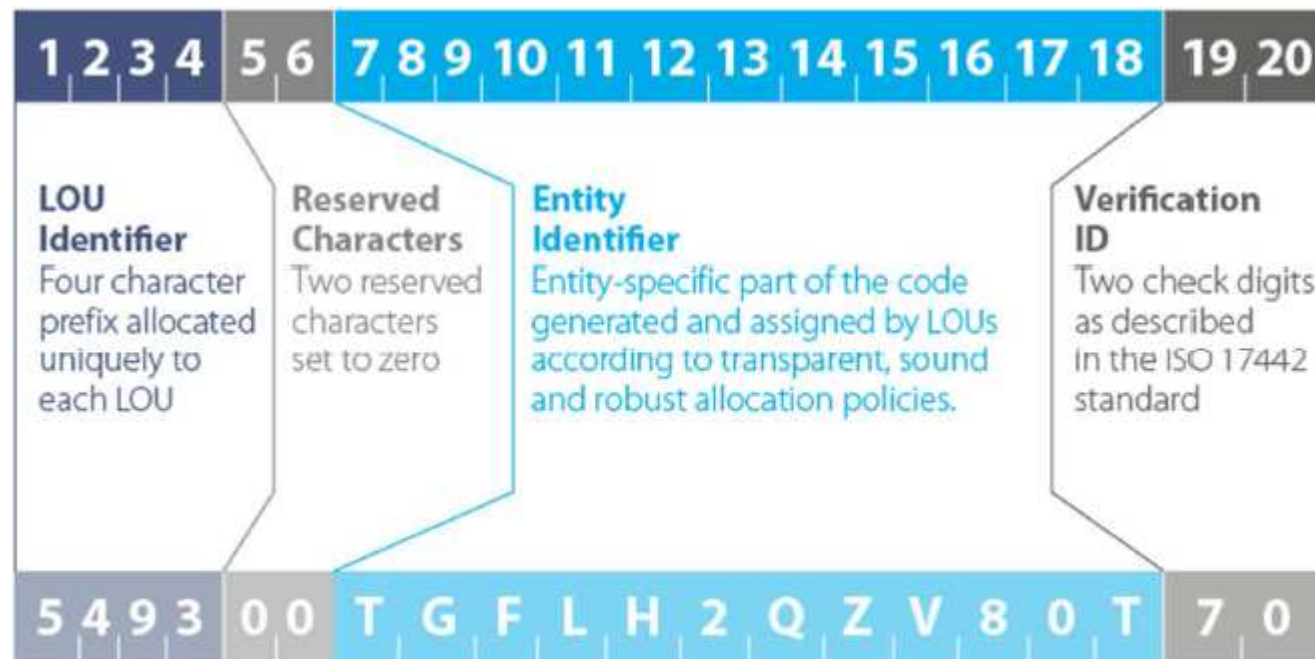 1 2 3 4 5 6 7 8 9 10 11 12 13 14 15 16 17 18 19 20
LOU
Identifier
Four character
prefix allocated
uniquely to
each LOU
Reserved
Characters
Two reserved
characters
set to zero
Entity
Identifier
Entity-specific part of the code
generated and assigned by LOUs
according to transparent, sound
and robust allocation policies.
Verification
ID
Two check digits
as described
in the ISO 17442
standard
5 4 9 3 0 0 T G F L H 2 Q Z V 8 0 T 7 0